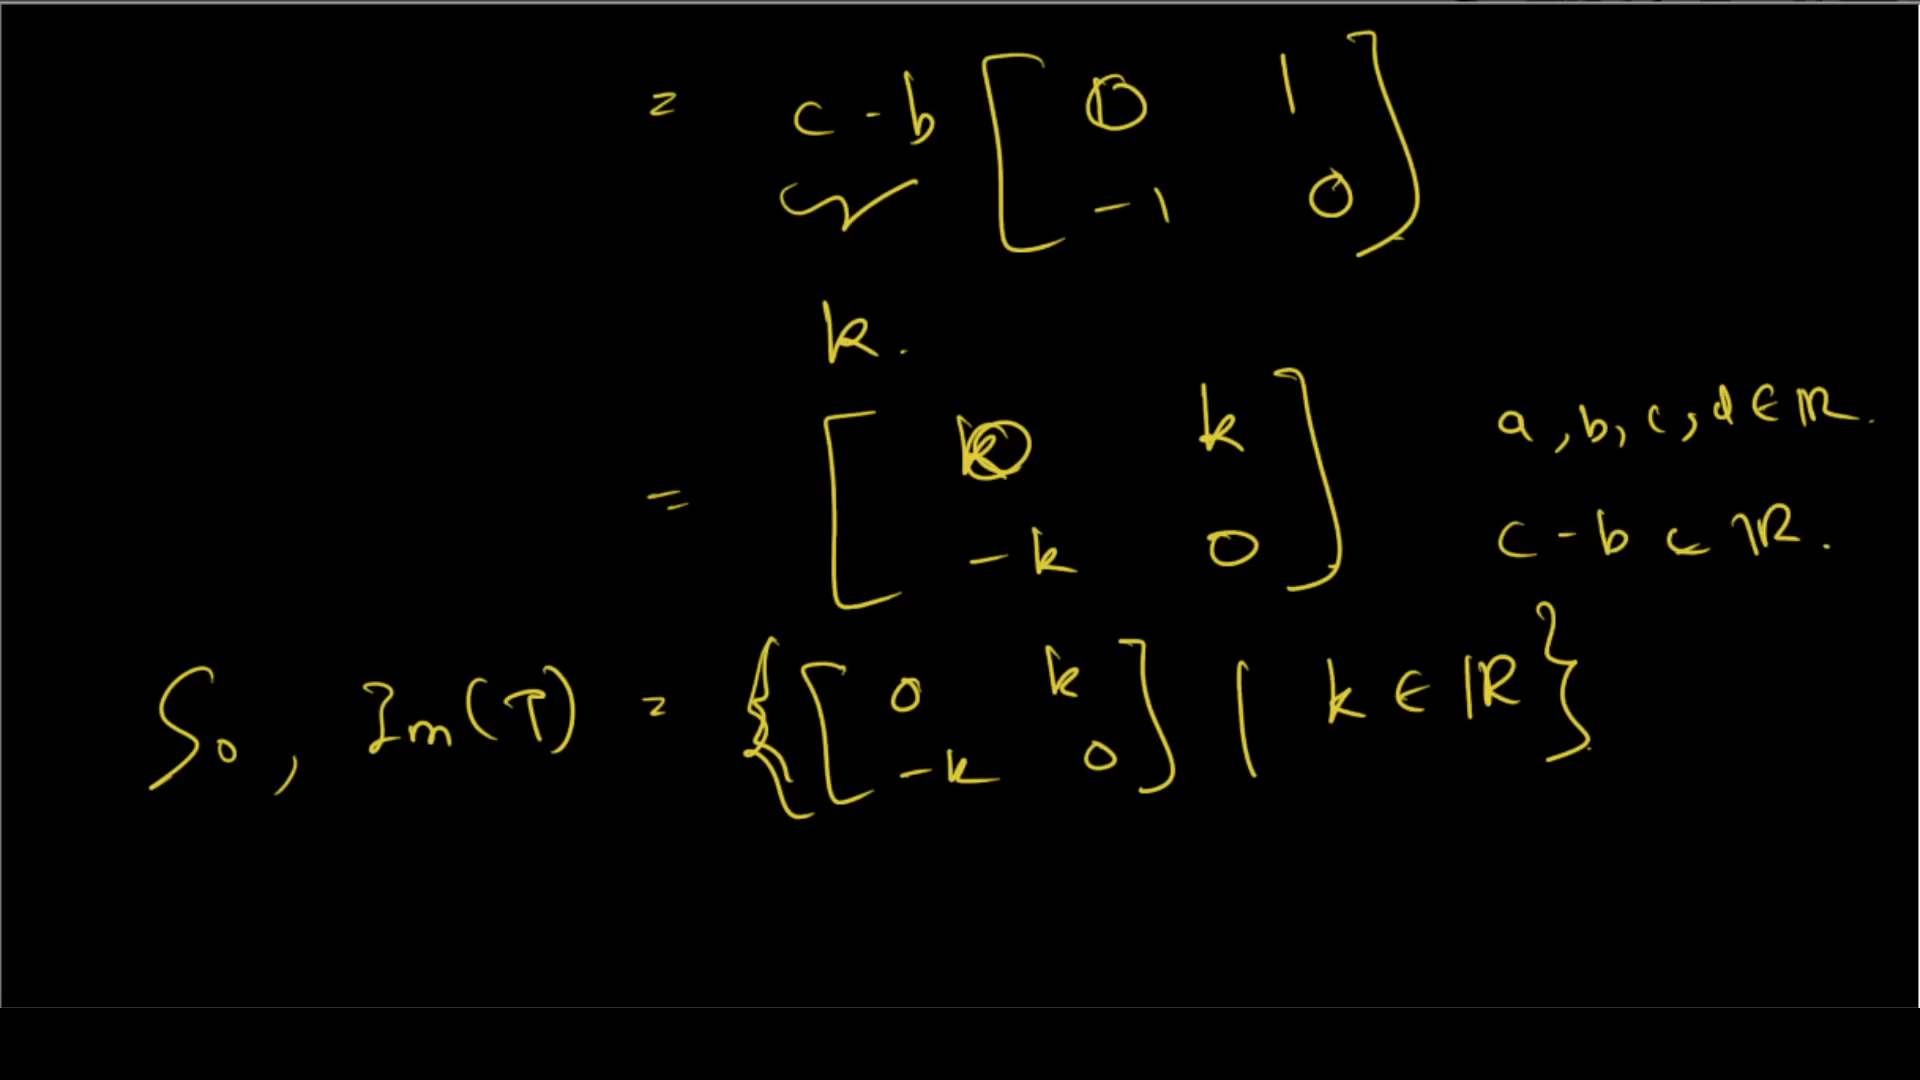 = c - b [ 0 1
-1 0 ]
k.
= [ 0 k
-k 0 ]
a, b, c, d ∈ ℝ.
c - b ∈ ℝ.
So, Im(T) = { [ 0 k
-k 0 ] | k ∈ ℝ }